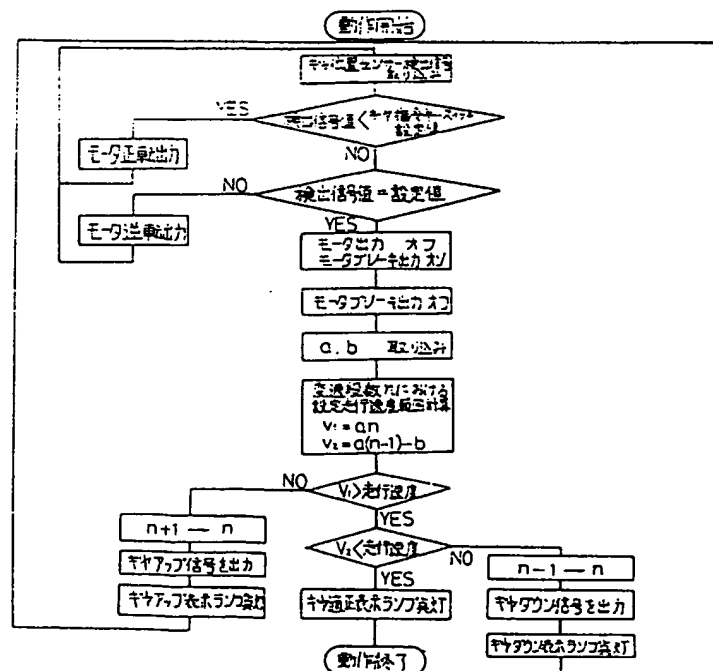 動作開始
ギヤ位置センサー検出信号
取り込み
検出信号値<ギヤ
設定値
YES
モータ正転出力
NO
検出信号値=設定値
NO
モータ逆転出力
YES
モータ出力 オフ
モータブレーキ出力 オン
モータブレーキ出力 オフ
a, b 取り込み
変速段数nにおける
設定走行速度範囲計算
V₁=an
V₂=a(n-1)-b
V₁>走行速度
NO
YES
n+1 — n
ギヤアップ信号を出力
ギヤアップ表示ランプ点灯
V₂<走行速度
NO
YES
n-1 — n
ギヤダウン信号を出力
ギヤダウン表示ランプ点灯
ギヤ適正表示ランプ点灯
動作終了